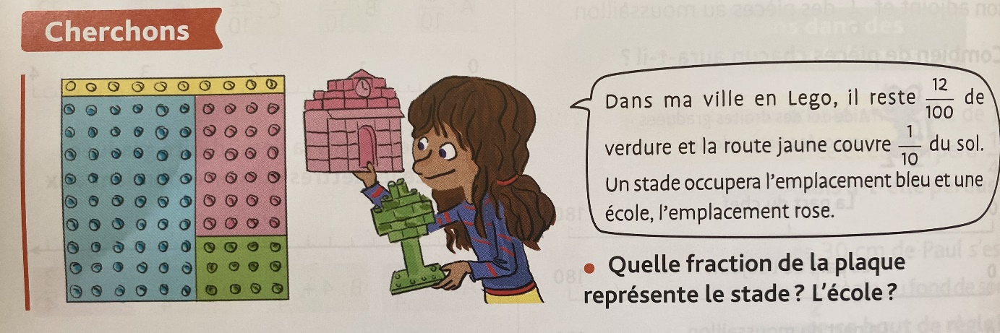 Cherchons
Dans ma ville en Lego, il reste 12/100 de
verdure et la route jaune couvre 1/10 du sol.
Un stade occupera l'emplacement bleu et une
école, l'emplacement rose.
• Quelle fraction de la plaque
représente le stade ? L'école ?